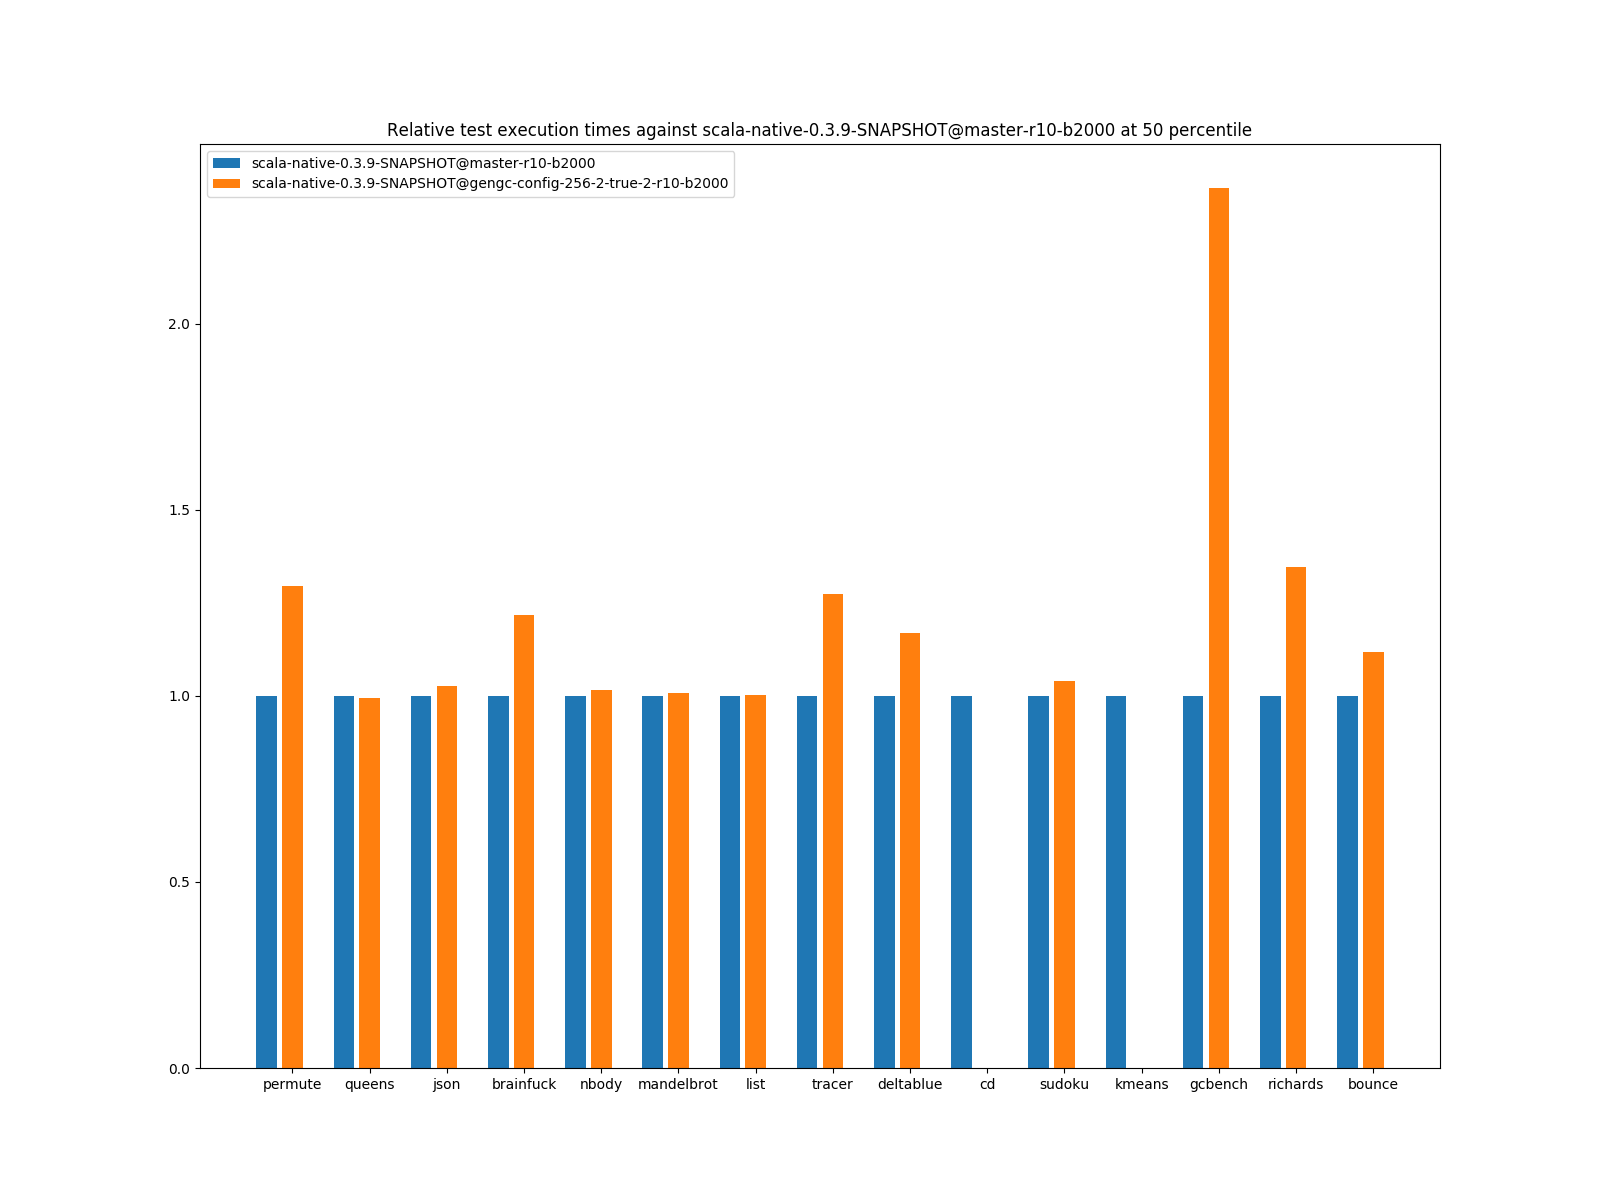 Relative test execution times against scala-native-0.3.9-SNAPSHOT@master-r10-b2000 at 50 percentile
scala-native-0.3.9-SNAPSHOT@master-r10-b2000
scala-native-0.3.9-SNAPSHOT@gengc-config-256-2-true-2-r10-b2000
2.0
1.5
1.0
0.5
0.0
permute queens json brainfuck nbody mandelbrot list tracer deltablue cd sudoku kmeans gcbench richards bounce